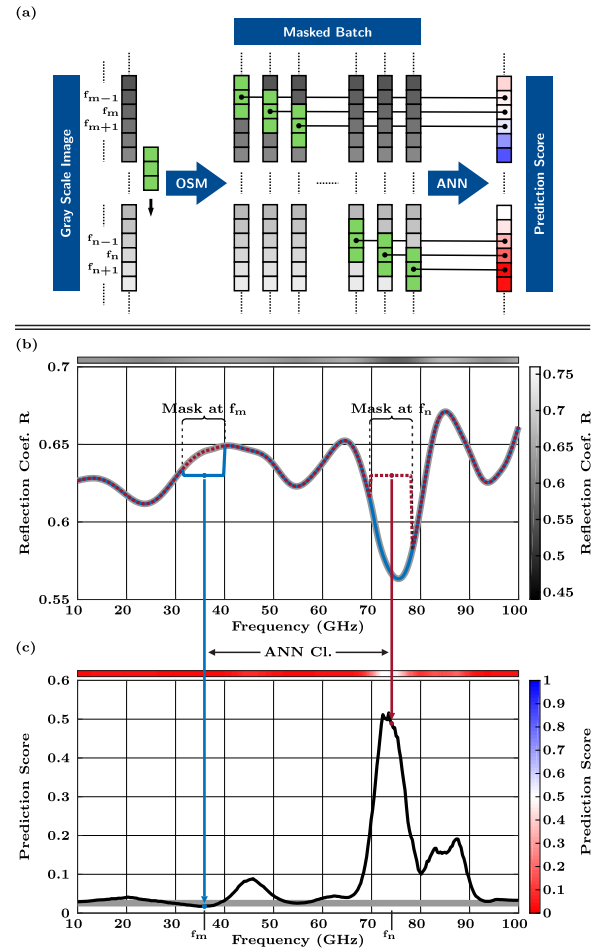 (a)
Masked Batch
Gray Scale Image
f_{m-1}
f_m
f_{m+1}
f_{n-1}
f_n
f_{n+1}
OSM
ANN
Prediction Score
(b)
0.7
0.65
0.6
0.55
Reflection Coef. R
Mask at f_m
Mask at f_n
10 20 30 40 50 60 70 80 90 100
Frequency (GHz)
0.75
0.7
0.65
0.6
0.55
0.5
0.45
Reflection Coef. R
ANN Cl.
(c)
0.6
0.5
0.4
0.3
0.2
0.1
0
Prediction Score
10 20 30 40 50 60 70 80 90 100
f_m
f_n
Frequency (GHz)
1
0.9
0.8
0.7
0.6
0.5
0.4
0.3
0.2
0.1
0
Prediction Score